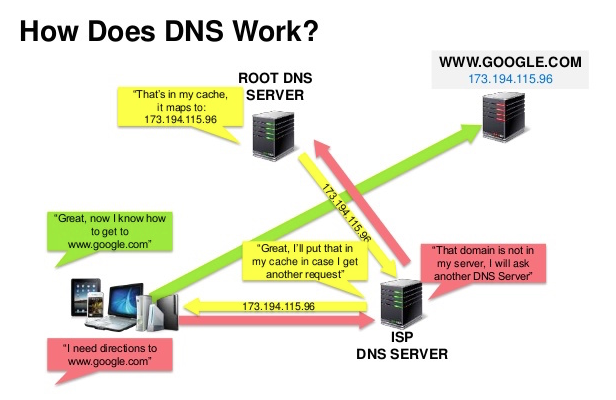 How Does DNS Work?
WWW.GOOGLE.COM
173.194.115.96
ROOT DNS
SERVER
“That’s in my cache,
it maps to:
173.194.115.96
173.194.115.96
“Great, now I know how
to get to
www.google.com”
“Great, I’ll put that in
my cache in case I get
another request”
“That domain is not in
my server, I will ask
another DNS Server”
173.194.115.96
ISP
DNS SERVER
“I need directions to
www.google.com”